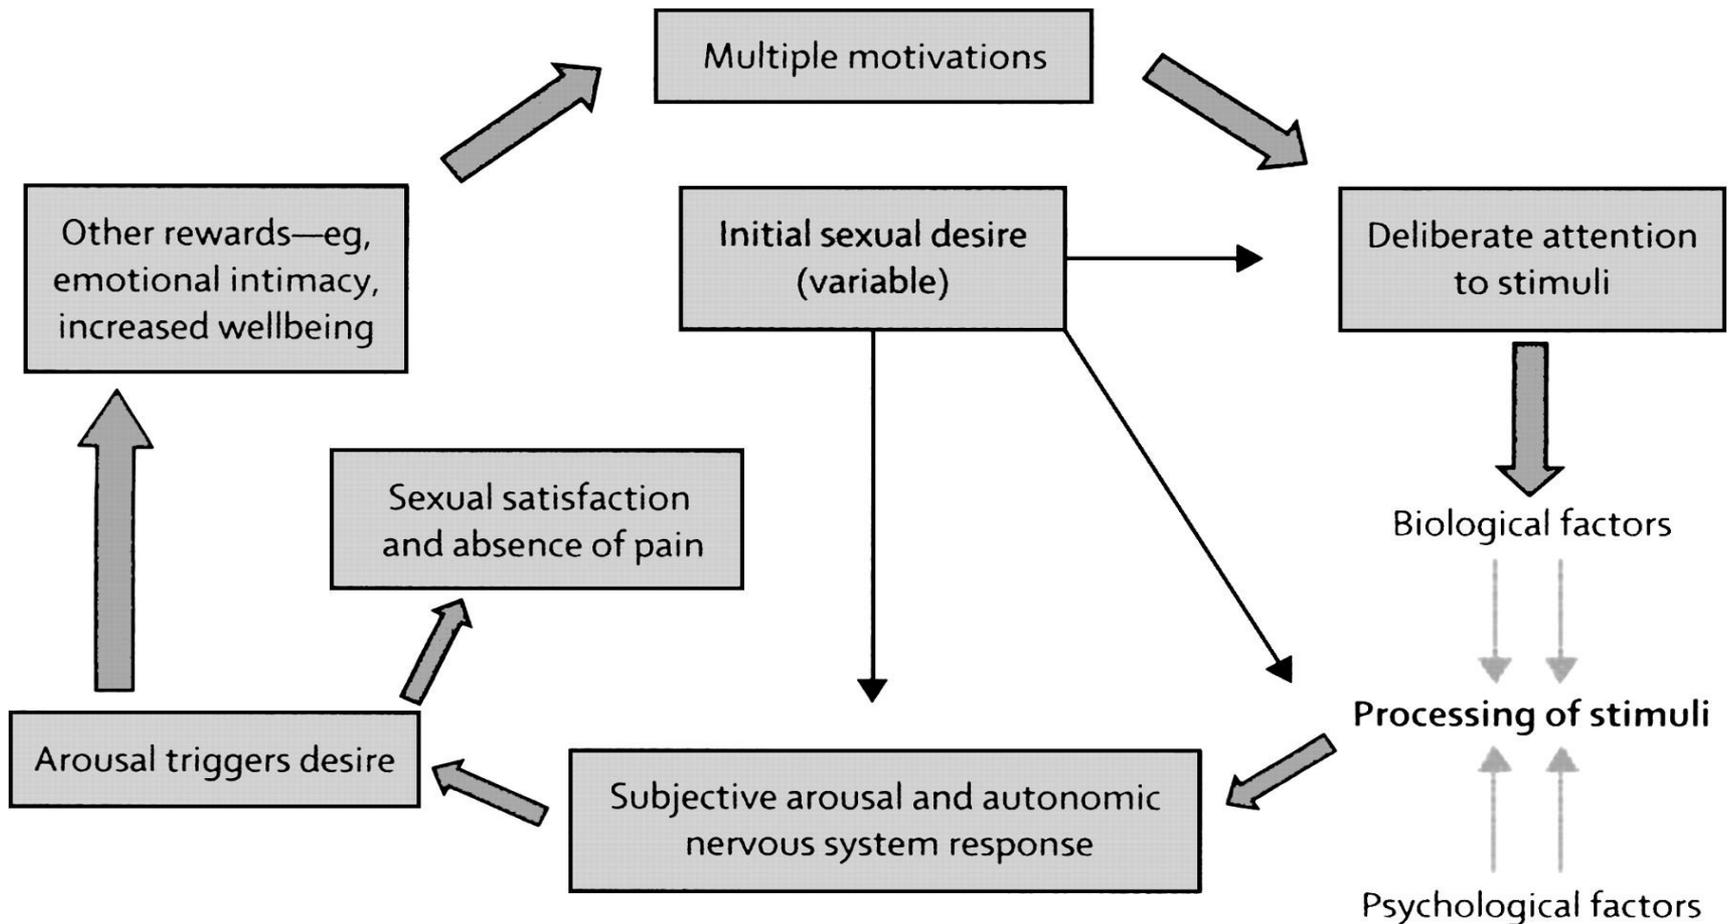 Multiple motivations
Other rewards—eg,
emotional intimacy,
increased wellbeing
Initial sexual desire
(variable)
Deliberate attention
to stimuli
Sexual satisfaction
and absence of pain
Biological factors
Processing of stimuli
Arousal triggers desire
Subjective arousal and autonomic
nervous system response
Psychological factors